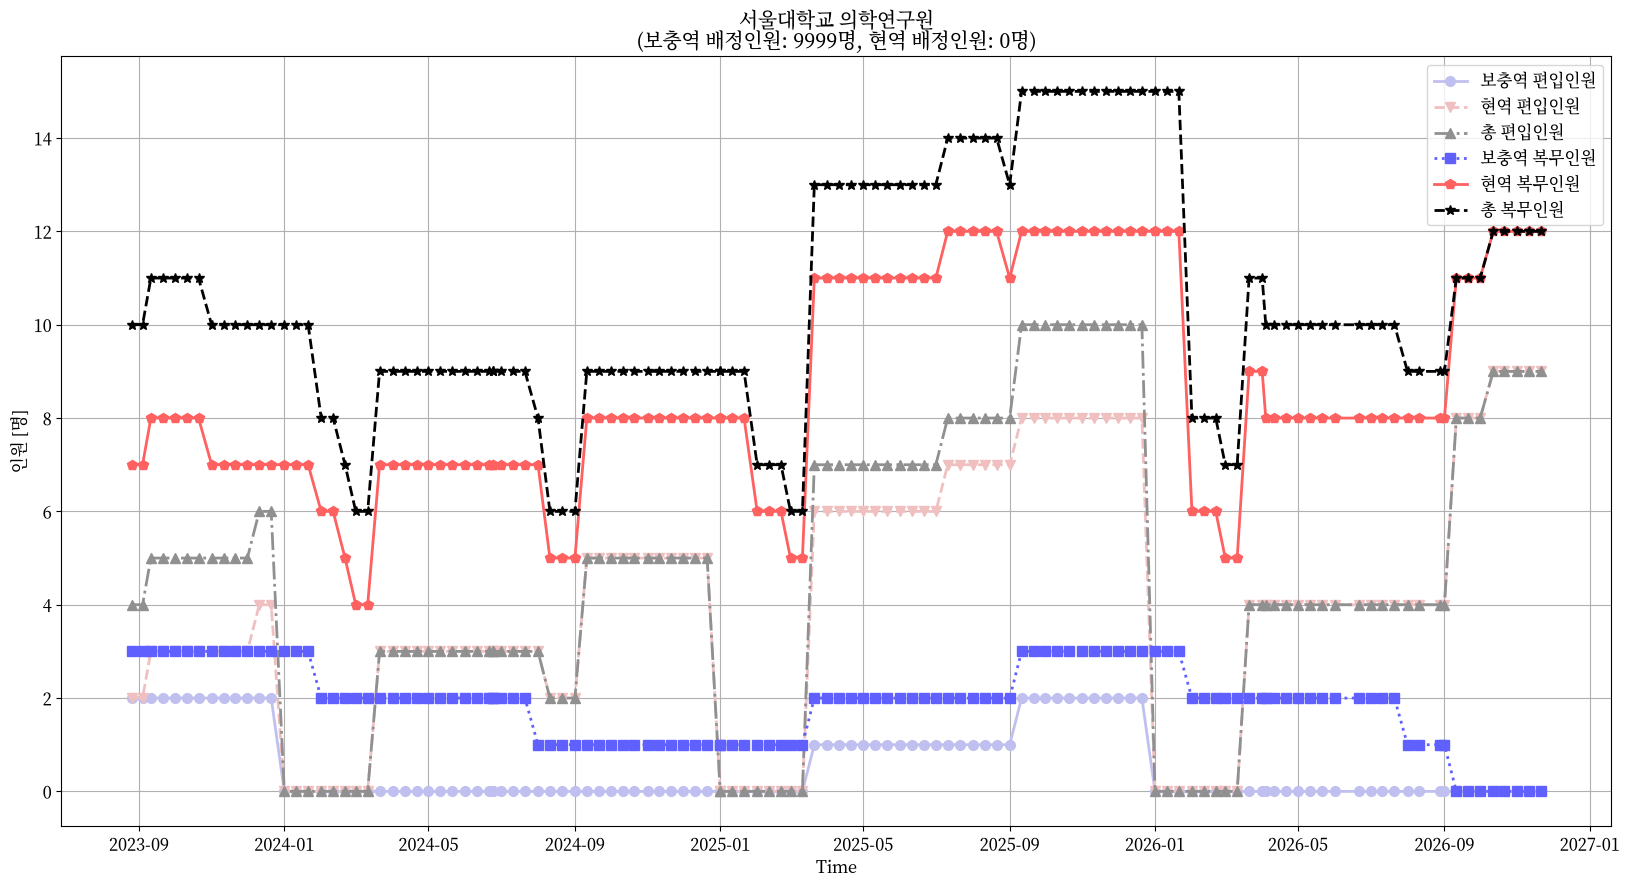 서울대학교 의학연구원
(보충역 배정인원: 9999명, 현역 배정인원: 0명)
보충역 편입인원
현역 편입인원
총 편입인원
보충역 복무인원
현역 복무인원
총 복무인원
인원 [명]
14
12
10
8
6
4
2
0
2023-09
2024-01
2024-05
2024-09
2025-01
2025-05
2025-09
2026-01
2026-05
2026-09
2027-01
Time